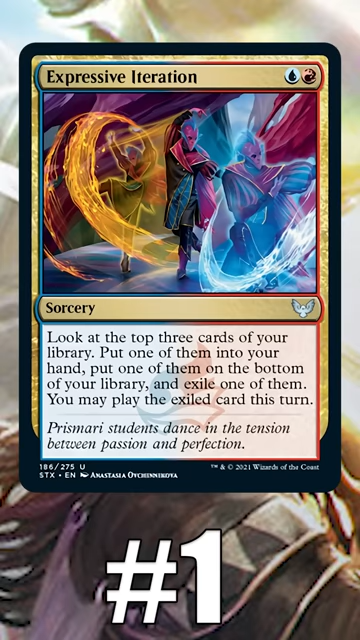 Expressive Iteration
Sorcery
Look at the top three cards of your
library. Put one of them into your
hand, put one of them on the bottom
of your library, and exile one of them.
You may play the exiled card this turn.
Prismari students dance in the tension
between passion and perfection.
186/275 U
STX • EN Anastasia Ovchinnikova
™ & © 2021 Wizards of the Coast
#1